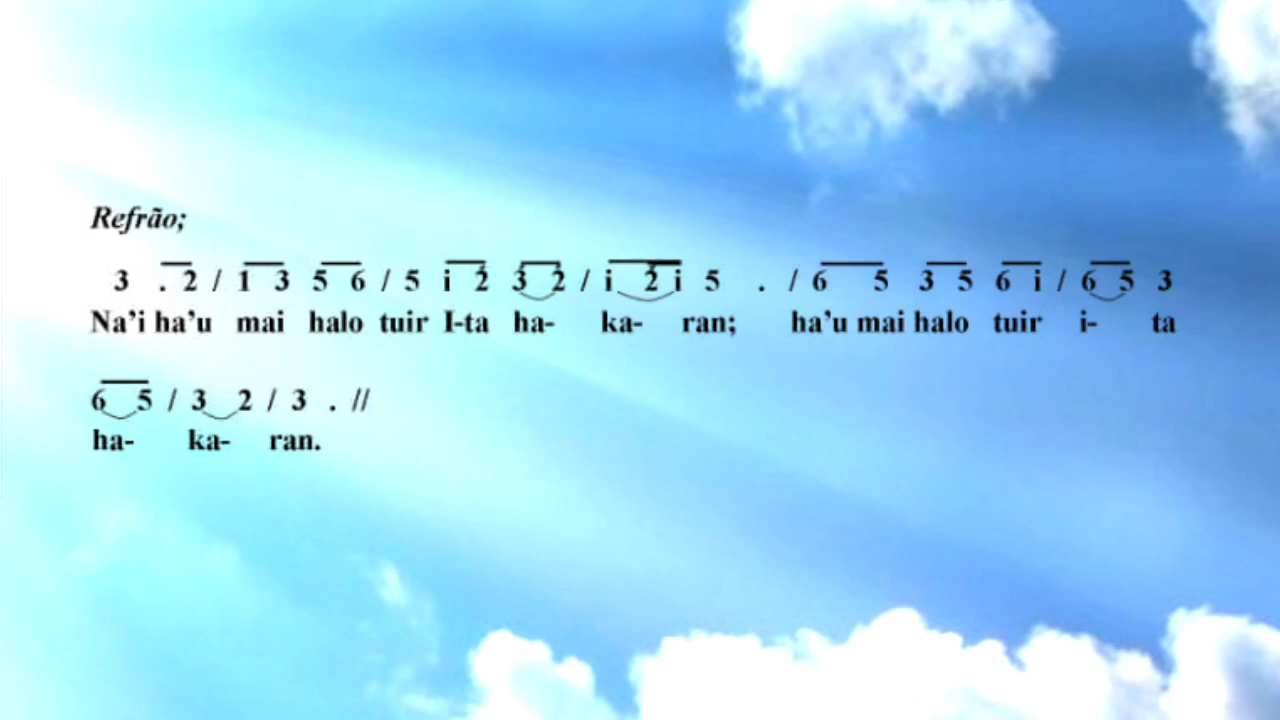 Refrão;
3 .2 / 1 3 5 6 / 5 i 2̇ 3̇ 2̇ / i 2̇ i 5 . / 6 5 3 5 6 i / 6 5 3
Na'i ha'u mai halo tuir I-ta ha- ka- ran; ha'u mai halo tuir i- ta
6 5 / 3 2 / 3 . //
ha- ka- ran.